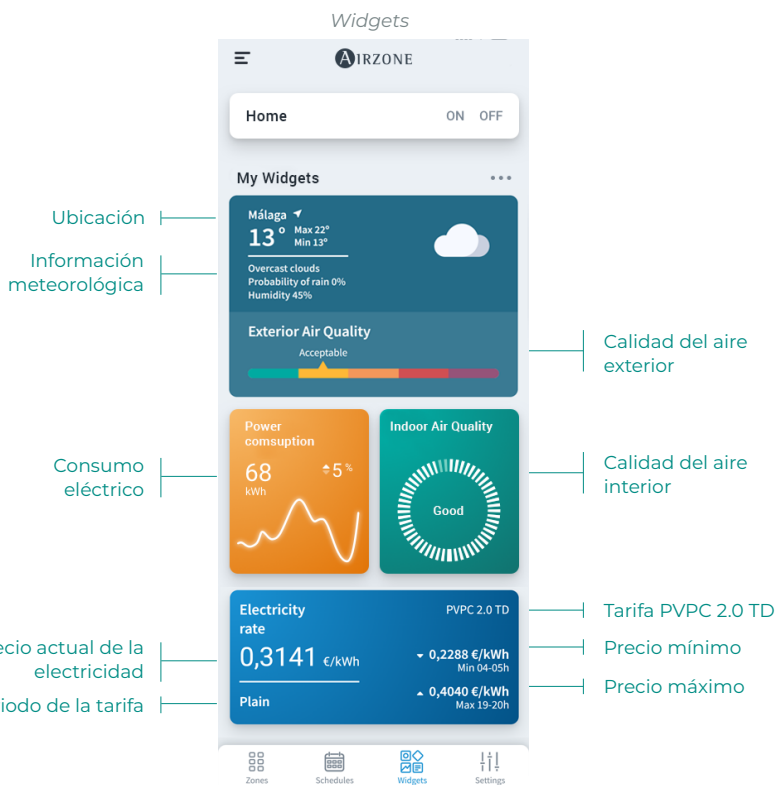 Widgets
AIRZONE
Home ON OFF
My Widgets
Ubicación
Información
meteorológica
Málaga
13° Max 22°
Min 13°
Overcast clouds
Probability of rain 0%
Humidity 45%
Exterior Air Quality
Acceptable
Calidad del aire
exterior
Consumo
eléctrico
Power
comsuption
68 5%
kWh
Indoor Air Quality
Good
Calidad del aire
interior
ecio actual de la
electricidad
iodo de la tarifa
Electricity
rate
PVPC 2.0 TD
0,3141 €/kWh
0,2288 €/kWh
Min 04-05h
Plain
0,4040 €/kWh
Max 19-20h
Tarifa PVPC 2.0 TD
Precio mínimo
Precio máximo
Zones Schedules Widgets Settings